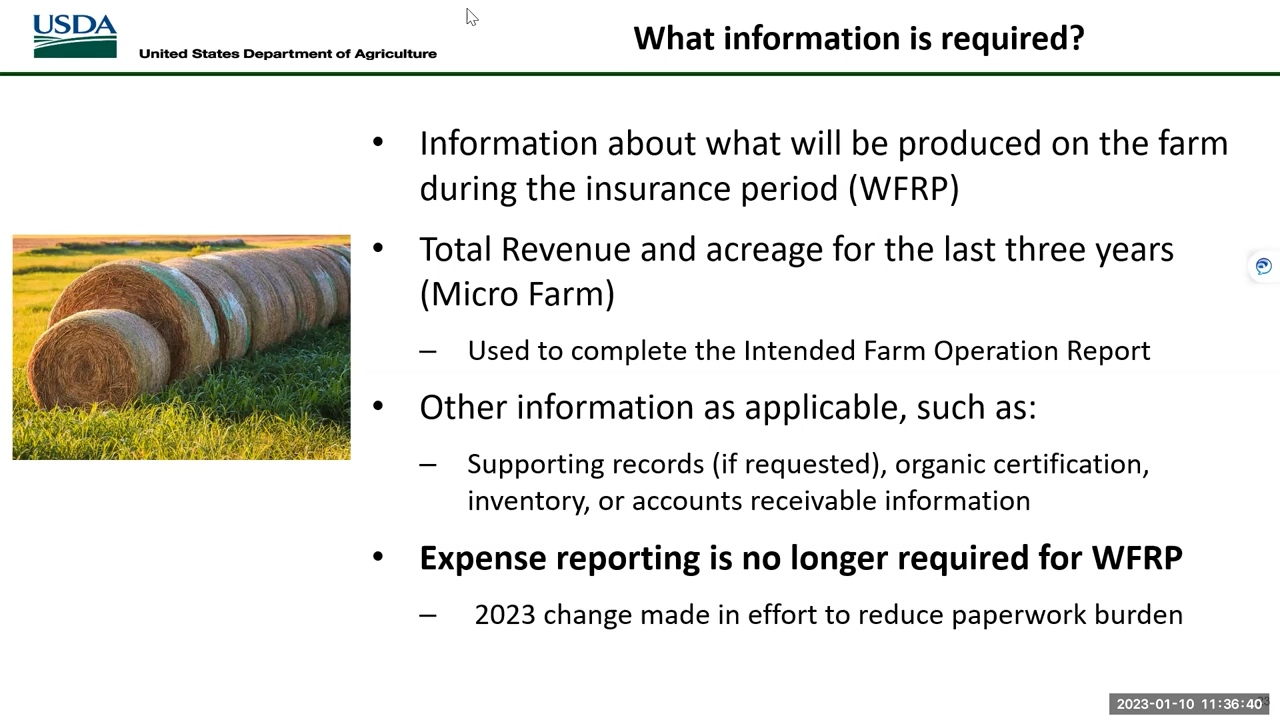 USDA
United States Department of Agriculture
What information is required?
• Information about what will be produced on the farm
during the insurance period (WFRP)
• Total Revenue and acreage for the last three years
(Micro Farm)
– Used to complete the Intended Farm Operation Report
• Other information as applicable, such as:
– Supporting records (if requested), organic certification,
inventory, or accounts receivable information
• Expense reporting is no longer required for WFRP
– 2023 change made in effort to reduce paperwork burden
2023-01-10 11:36:40